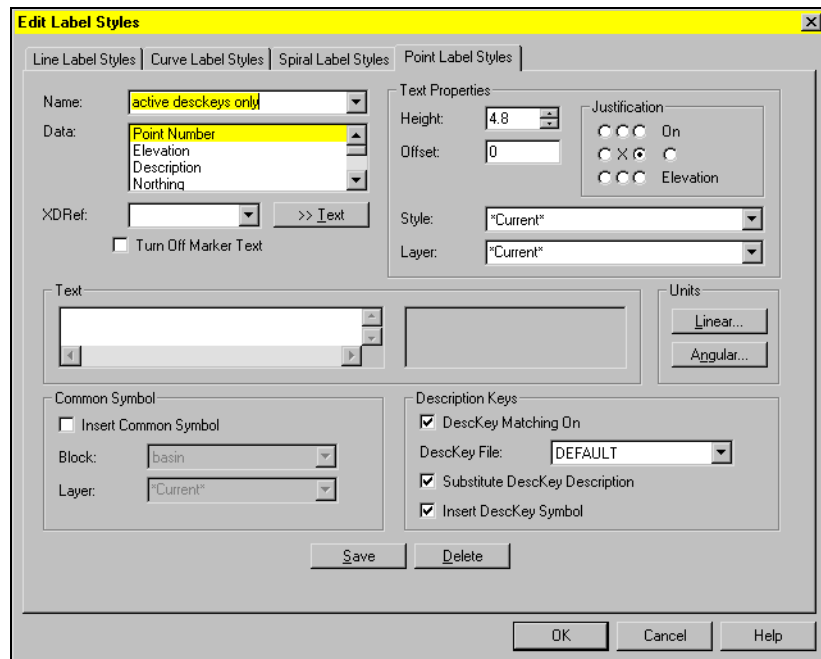 Edit Label Styles
Line Label Styles Curve Label Styles Spiral Label Styles Point Label Styles
Name: active desckeys only
Data: Point Number
Elevation
Description
Northing
XDRef: >> Text
Turn Off Marker Text
Text Properties
Height: 4.8
Offset: 0
Justification
On
X
Elevation
Style: *Current*
Layer: *Current*
Text
Units
Linear...
Angular...
Common Symbol
Insert Common Symbol
Block: basin
Layer: *Current*
Description Keys
DescKey Matching On
DescKey File: DEFAULT
Substitute DescKey Description
Insert DescKey Symbol
Save Delete
OK Cancel Help